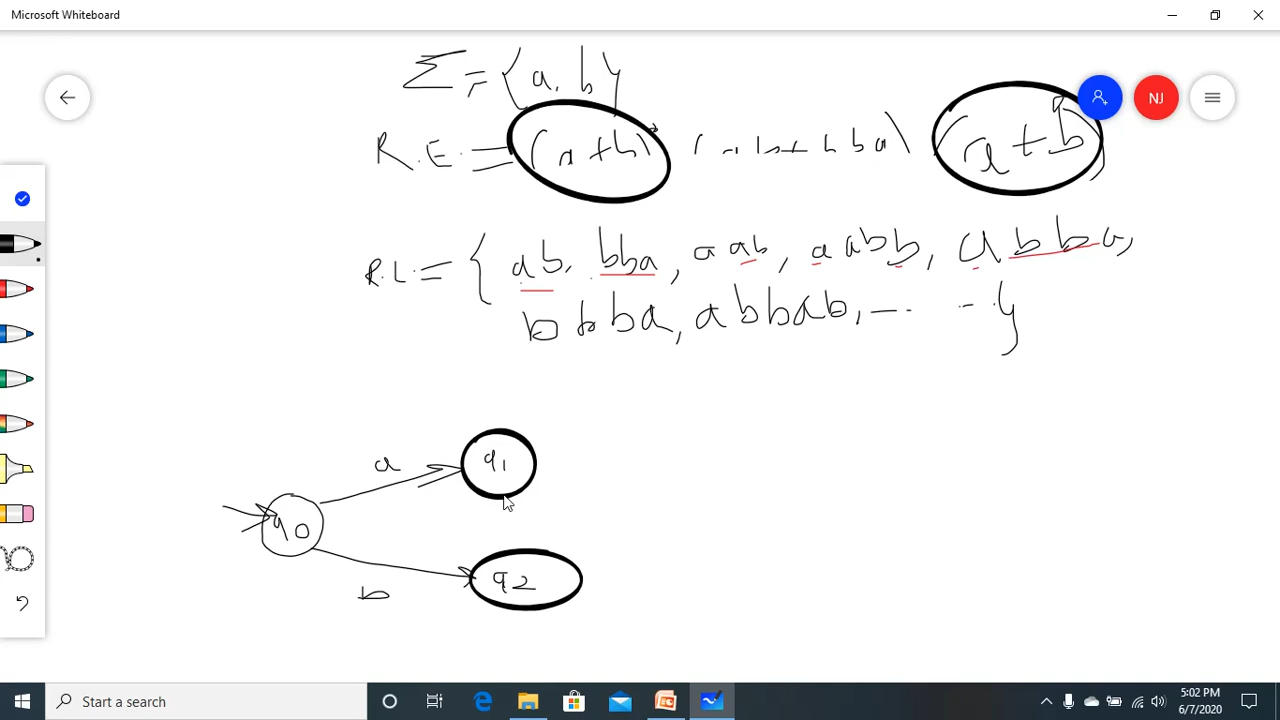 Microsoft Whiteboard
Σ = {a, b}
R.E. = (a+b)* (ab+bba) (a+b)*
NJ
R.L. = { ab, bba, aab, aabb, abba,
bbba, abbab, ... - }
a
q1
q0
b
q2
Start a search
5:02 PM
6/7/2020